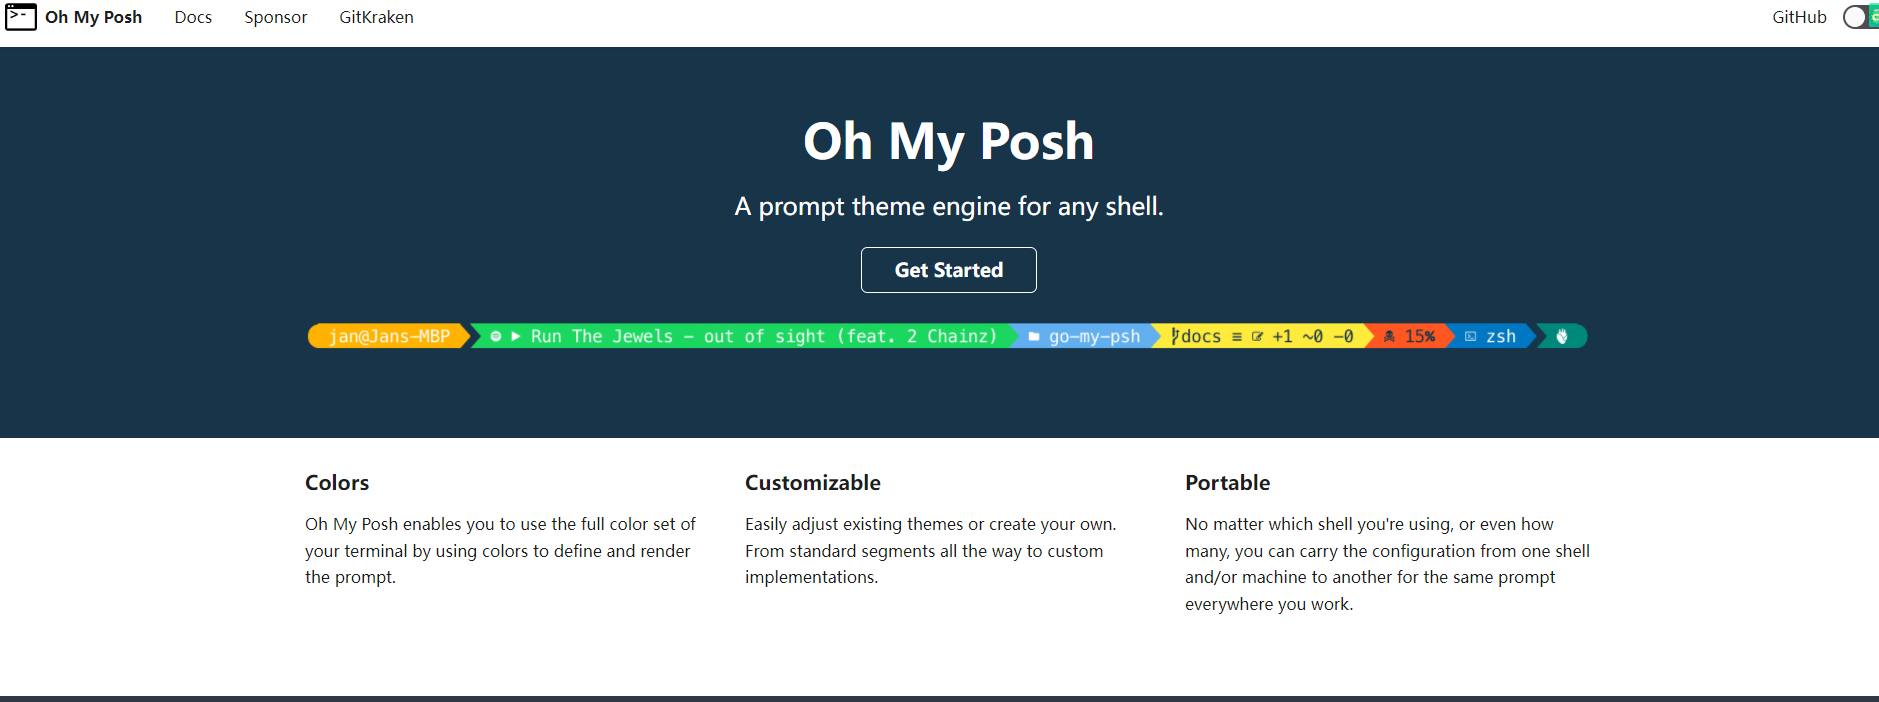 Oh My Posh Docs Sponsor GitKraken GitHub
Oh My Posh
A prompt theme engine for any shell.
Get Started
jan@Jans-MBP Run The Jewels - out of sight (feat. 2 Chainz) go-my-psh docs ≡ +1 ~0 -0 15% zsh
Colors
Oh My Posh enables you to use the full color set of
your terminal by using colors to define and render
the prompt.
Customizable
Easily adjust existing themes or create your own.
From standard segments all the way to custom
implementations.
Portable
No matter which shell you're using, or even how
many, you can carry the configuration from one shell
and/or machine to another for the same prompt
everywhere you work.